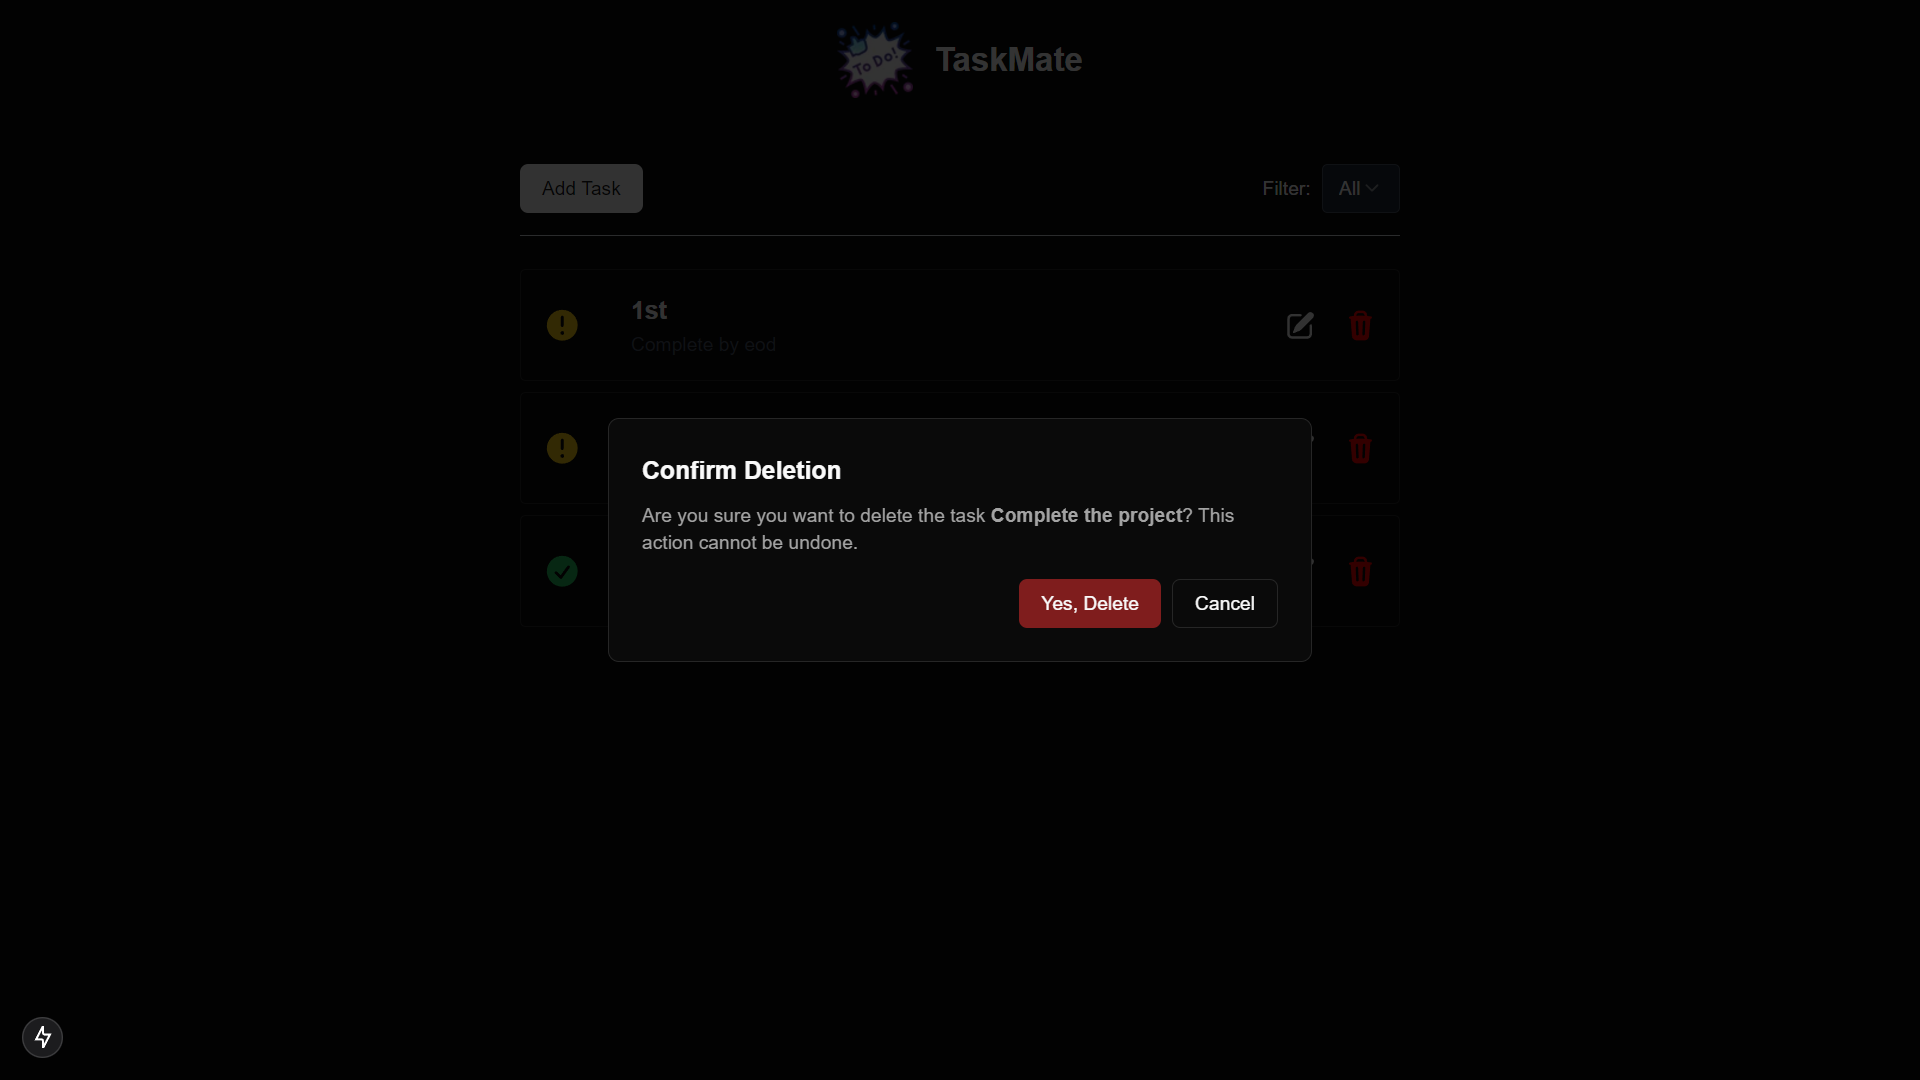 To Do!
TaskMate
Add Task
Filter: All
1st
Complete by eod
Confirm Deletion
Are you sure you want to delete the task Complete the project? This
action cannot be undone.
Yes, Delete
Cancel